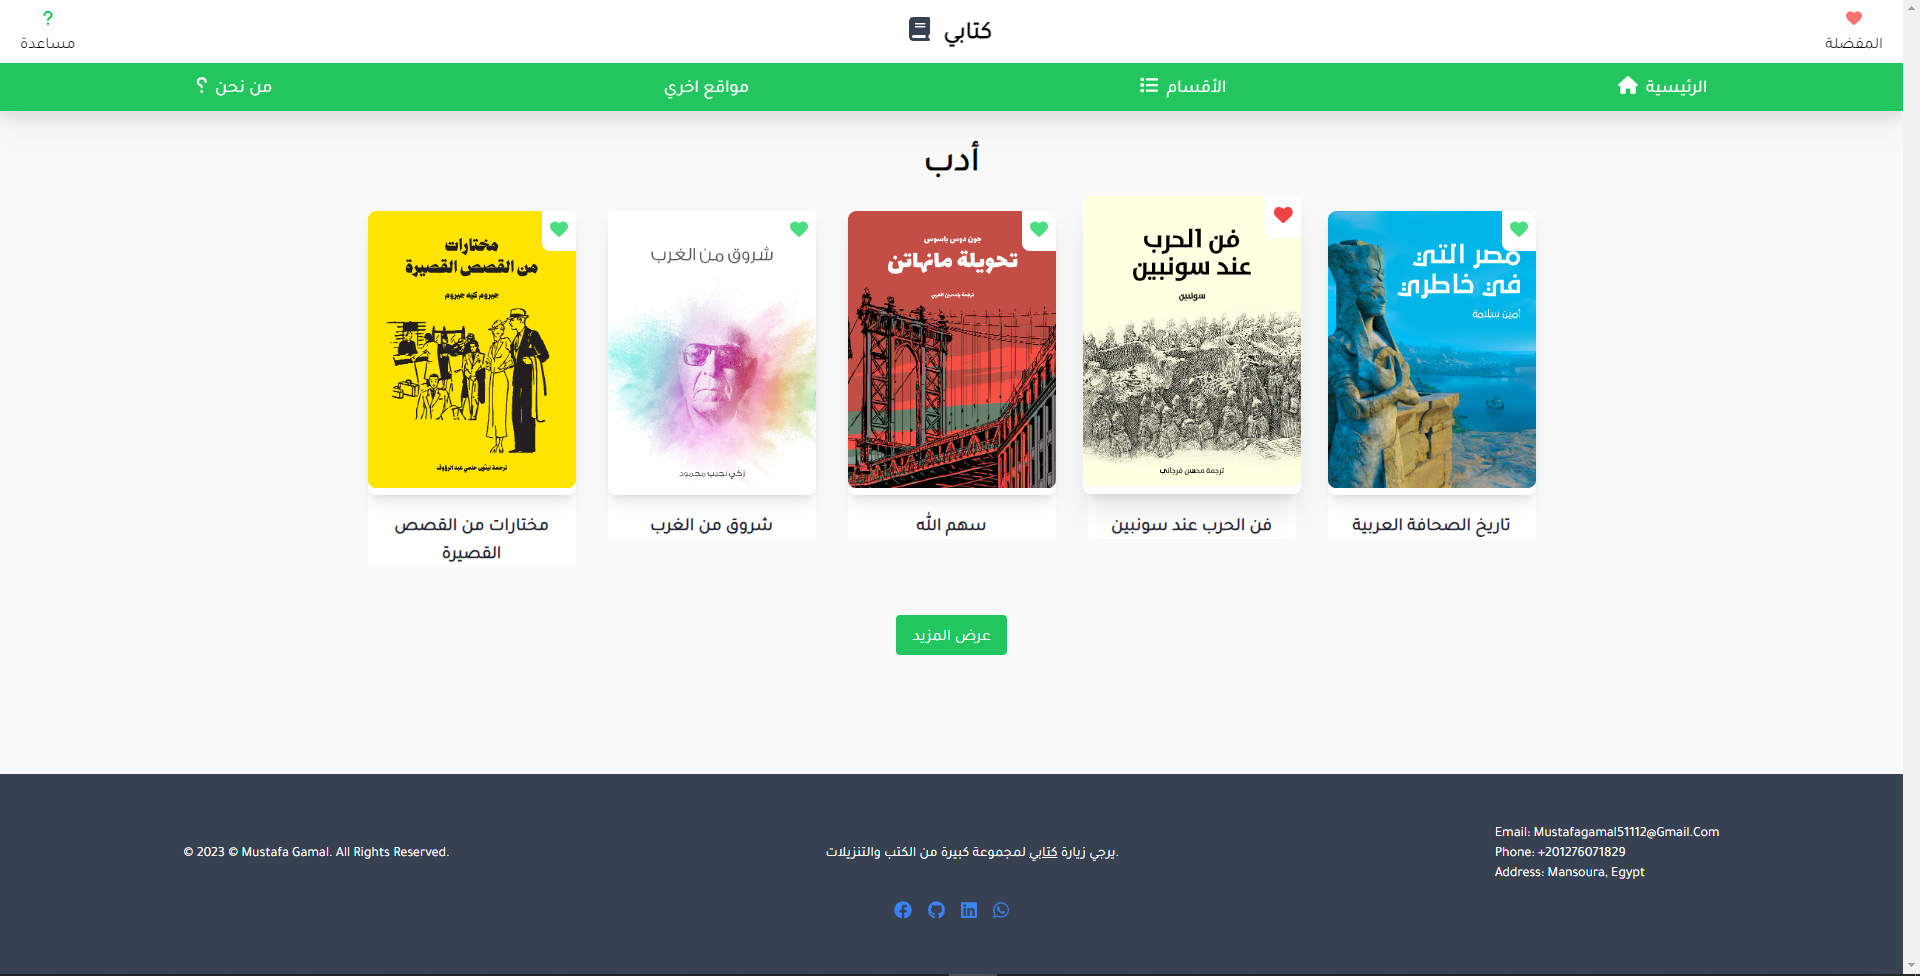 المفضلة
كتابي
؟
مساعدة
الرئيسية
الأقسام
مواقع اخري
من نحن ؟
أدب
مصر التي
في خاطري
أمين سلامة
تاريخ الصحافة العربية
فن الحرب
عند سونبين
سونبين
ترجمة محسن فرجاني
فن الحرب عند سونبين
جون دوس باسوس
تحويلة مانهاتن
ترجمة ياسمين العربي
سهم الله
شروق من الغرب
زكي نجيب محمود
شروق من الغرب
مختارات
من القصص القصيرة
جيروم كيه جيروم
ترجمة نيڤين حلمي عبد الرؤوف
مختارات من القصص
القصيرة
عرض المزيد
Email: Mustafagamal51112@Gmail.Com
Phone: +201276071829
Address: Mansoura, Egypt
يرجي زيارة كتابي لمجموعة كبيرة من الكتب والتنزيلات.
© 2023 © Mustafa Gamal. All Rights Reserved.